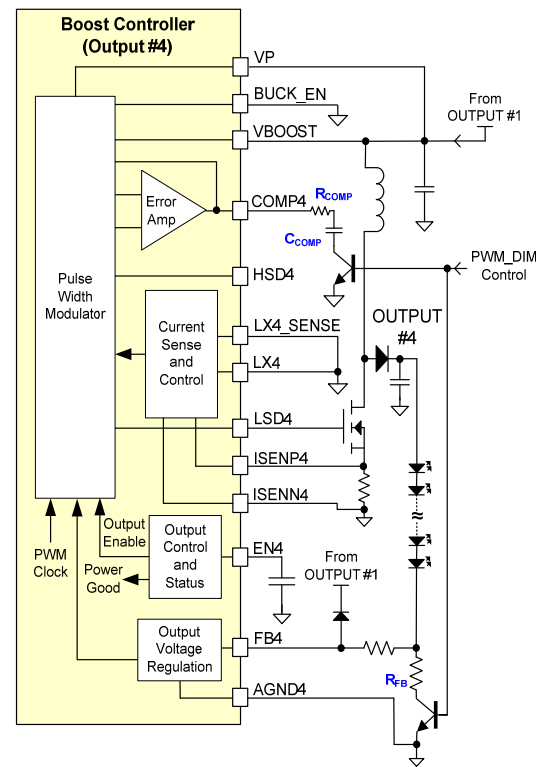 Boost Controller
(Output #4)
VP
BUCK_EN
VBOOST
From
OUTPUT #1
Error
Amp
COMP4
RCOMP
CCOMP
PWM_DIM
Control
HSD4
Pulse
Width
Modulator
Current
Sense
and
Control
LX4_SENSE
LX4
OUTPUT
#4
LSD4
ISENP4
ISENN4
≈
Output
Enable
Output
Control
and
Status
EN4
PWM
Clock
Power
Good
From
OUTPUT #1
Output
Voltage
Regulation
FB4
RFB
AGND4